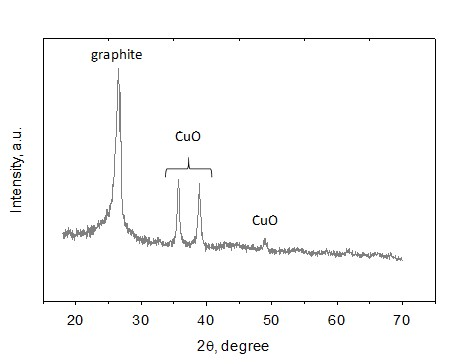 graphite
CuO
CuO
Intensity, a.u.
20 30 40 50 60 70
2θ, degree